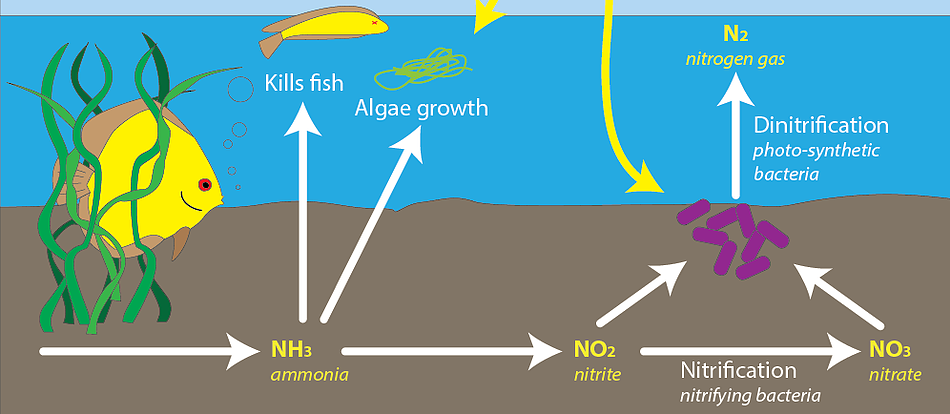 N2
nitrogen gas
Kills fish
Algae growth
Dinitrification
photo-synthetic
bacteria
NH3
ammonia
NO2
nitrite
Nitrification
nitrifying bacteria
NO3
nitrate